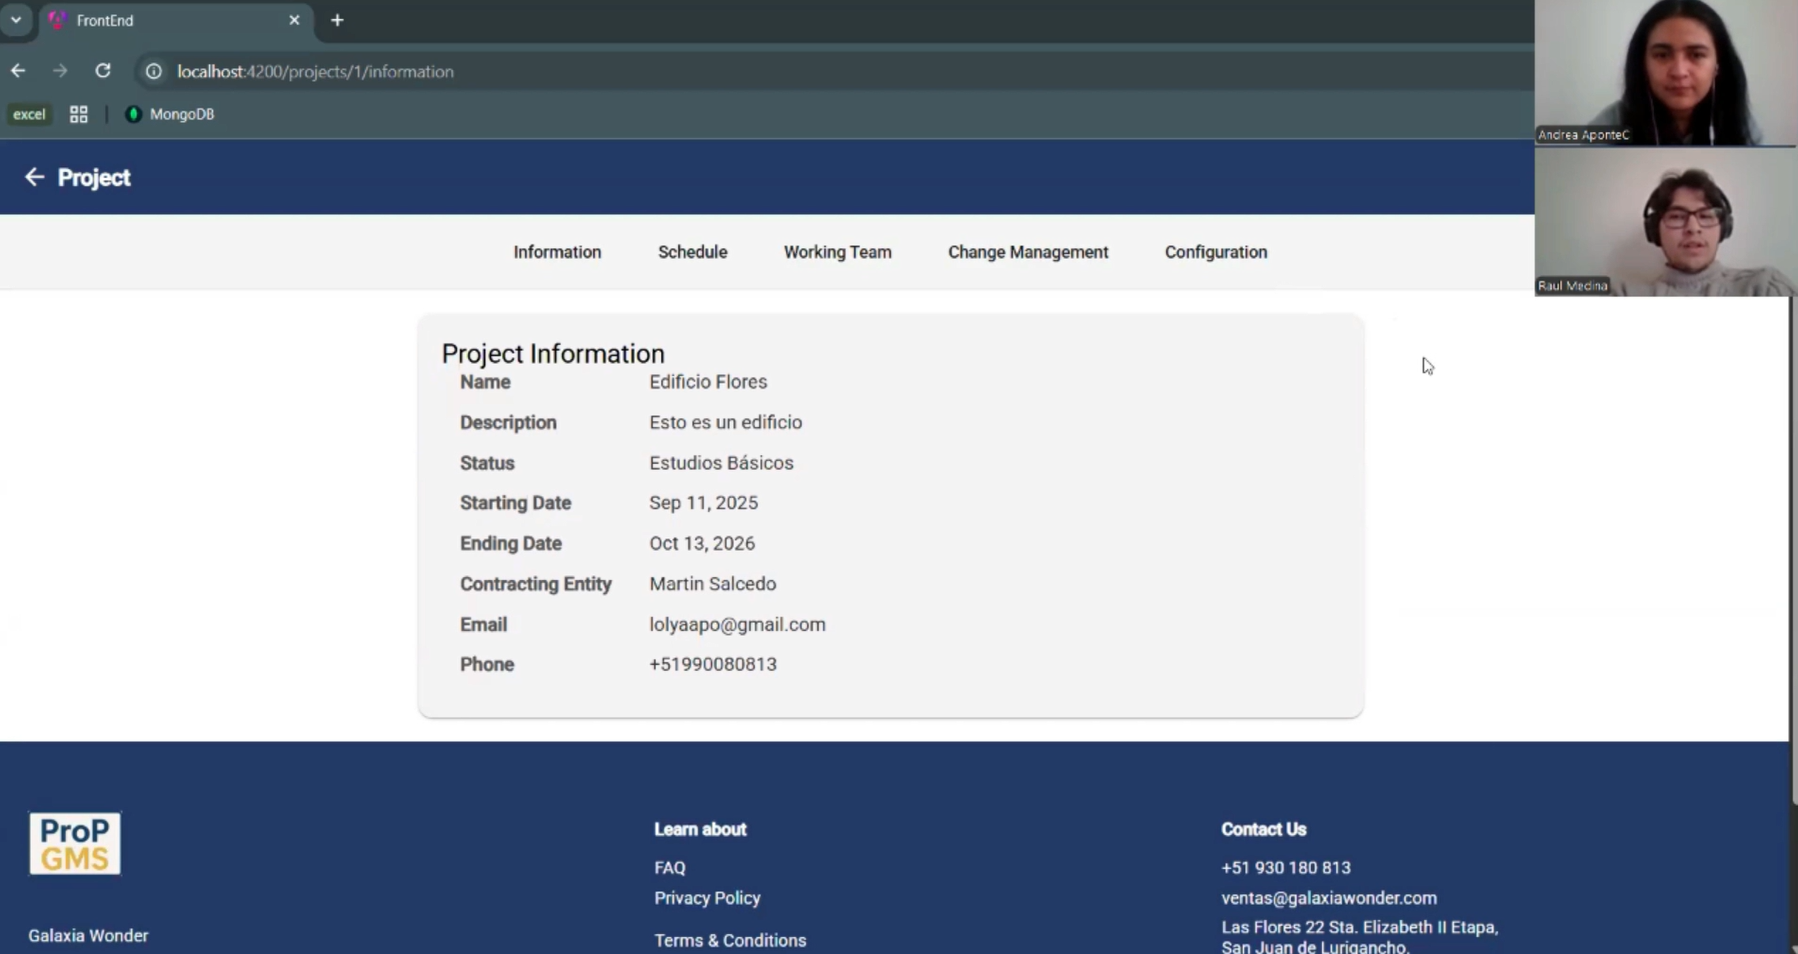 FrontEnd
localhost:4200/projects/1/information
excel
MongoDB
Andrea AponteC
Project
Information Schedule Working Team Change Management Configuration
Raul Medina
Project Information
Name Edificio Flores
Description Esto es un edificio
Status Estudios Básicos
Starting Date Sep 11, 2025
Ending Date Oct 13, 2026
Contracting Entity Martin Salcedo
Email lolyaapo@gmail.com
Phone +51990080813
ProP
GMS
Galaxia Wonder
Learn about
FAQ
Privacy Policy
Terms & Conditions
Contact Us
+51 930 180 813
ventas@galaxiawonder.com
Las Flores 22 Sta. Elizabeth II Etapa,
San Juan de Lurigancho,